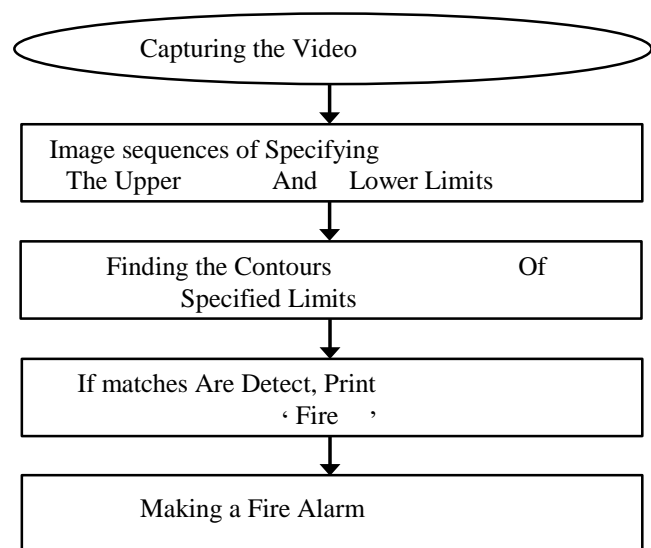 Capturing the Video
Image sequences of Specifying
The Upper And Lower Limits
Finding the Contours Of
Specified Limits
If matches Are Detect, Print
‘ Fire ’
Making a Fire Alarm